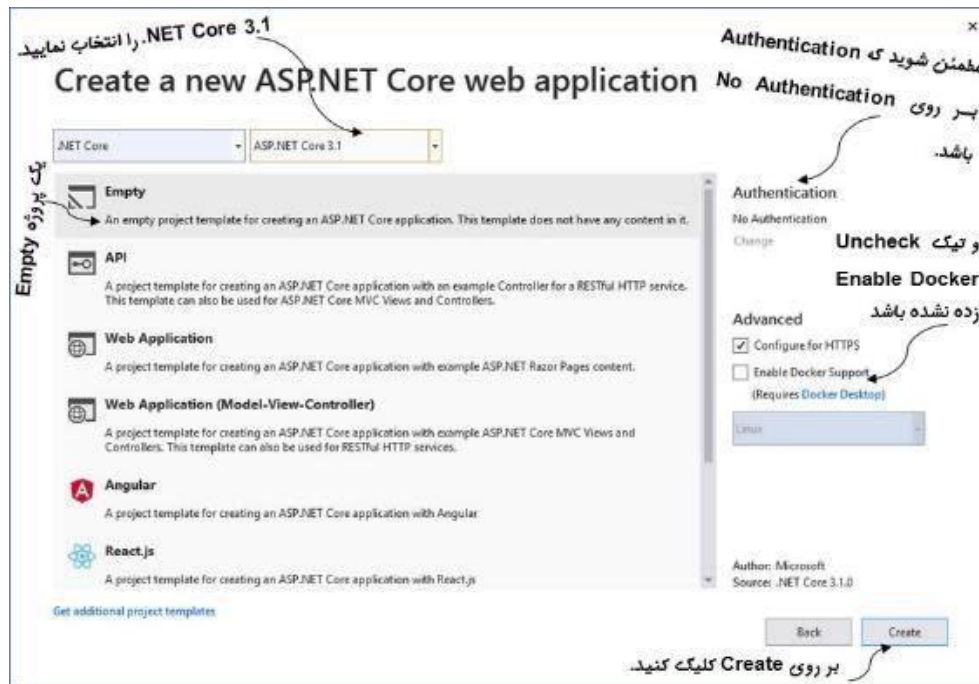 .NET Core 3.1 را انتخاب نمایید.
Create a new ASP.NET Core web application
مطمئن شوید که Authentication
بر روی No Authentication
باشد.
.NET Core
ASP.NET Core 3.1
یک پروژه Empty
Empty
An empty project template for creating an ASP.NET Core application. This template does not have any content in it.
API
A project template for creating an ASP.NET Core application with an example Controller for a RESTful HTTP service.
This template can also be used for ASP.NET Core MVC Views and Controllers.
Web Application
A project template for creating an ASP.NET Core application with example ASP.NET Razor Pages content.
Web Application (Model-View-Controller)
A project template for creating an ASP.NET Core application with example ASP.NET Core MVC Views and
Controllers. This template can also be used for RESTful HTTP services.
Angular
A project template for creating an ASP.NET Core application with Angular
React.js
A project template for creating an ASP.NET Core application with React.js
Get additional project templates
Authentication
No Authentication
Change
و تیک Uncheck
Enable Docker
زده نشده باشد
Advanced
Configure for HTTPS
Enable Docker Support
(Requires Docker Desktop)
Linux
Author: Microsoft
Source: .NET Core 3.1.0
Back
Create
بر روی Create کلیک کنید.